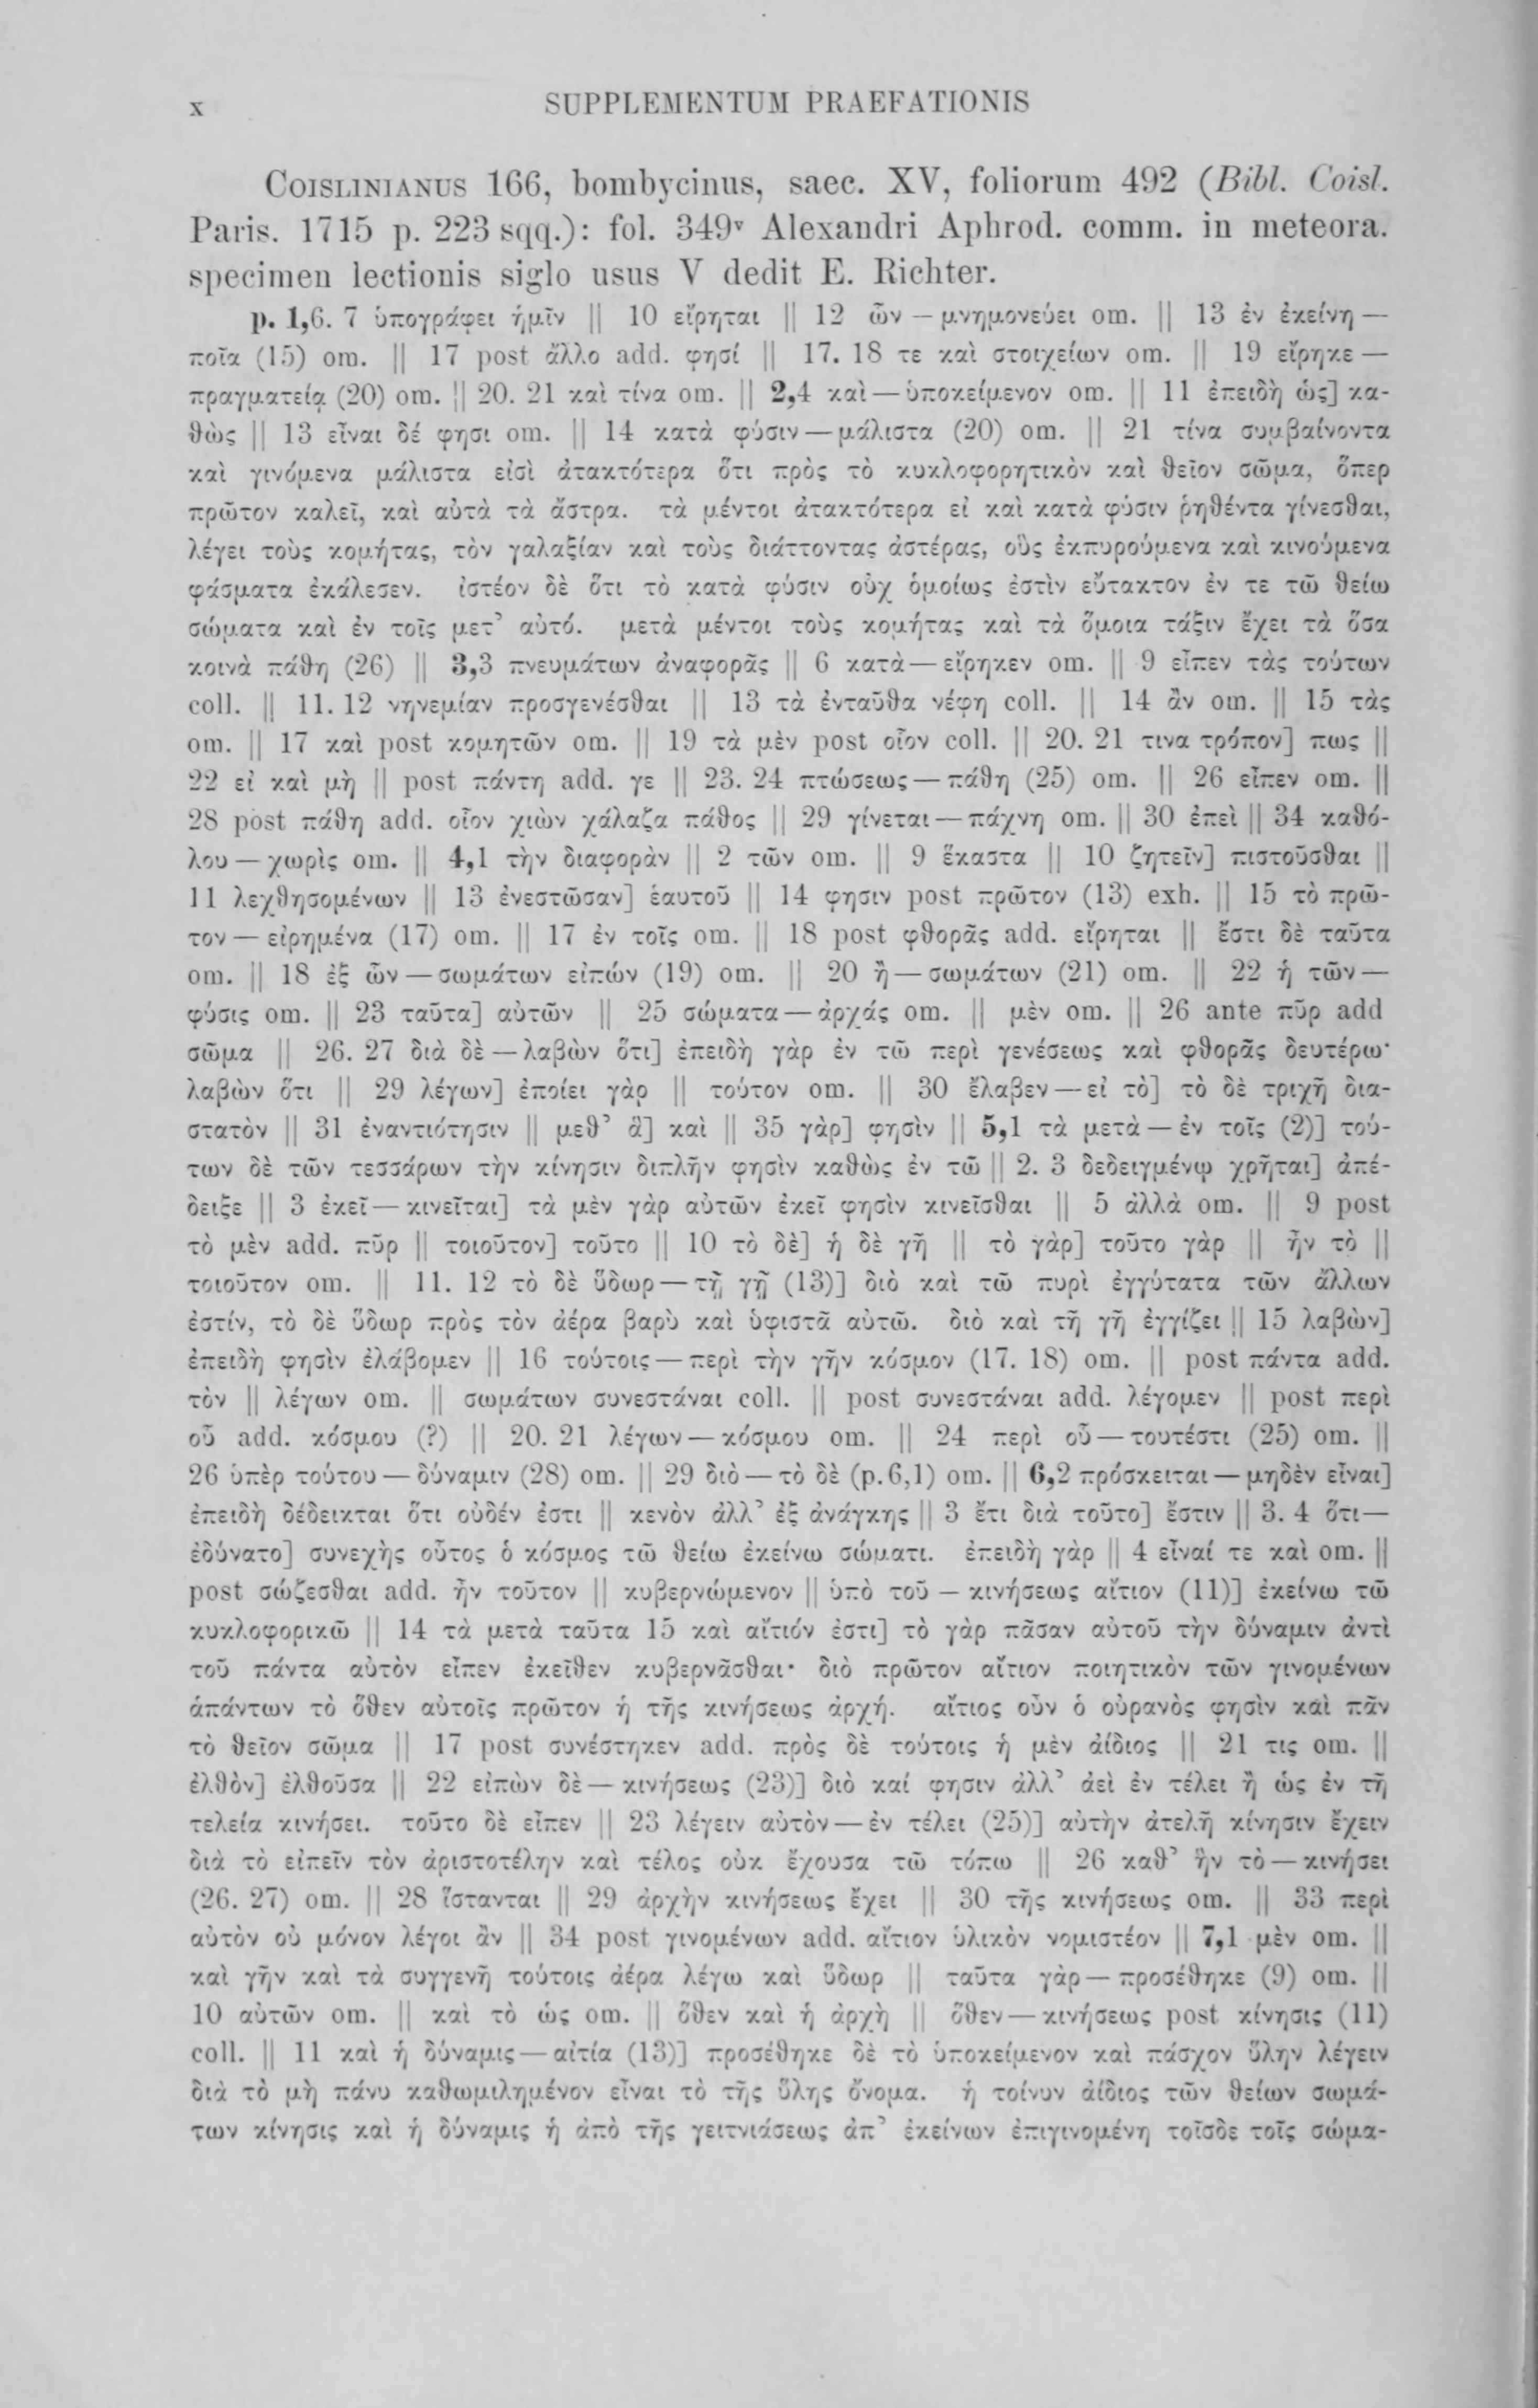 x SUPPLEMENTUM PRAEFATIONIS
COISLINIANUS 166, bombycinus, saec. XV, foliorum 492 (Bibl. Coisl.
Paris. 1715 p. 223 sqq.): fol. 349ᵛ Alexandri Aphrod. comm. in meteora.
specimen lectionis siglo usus V dedit E. Richter.
p. 1,6. 7 ὑπογράφει ἡμῖν || 10 εἴρηται || 12 ὧν — μνημονεύει om. || 13 ἐν ἐκείνη —
ποῖα (15) om. || 17 post ἄλλο add. φησί || 17. 18 τε καὶ στοιχείων om. || 19 εἴρηκε —
πραγματείᾳ (20) om. || 20. 21 καὶ τίνα om. || 2,4 καὶ — ὑποκείμενον om. || 11 ἐπειδὴ ὡς] κα-
θὼς || 13 εἶναι δέ φησι om. || 14 κατὰ φύσιν — μάλιστα (20) om. || 21 τίνα συμβαίνοντα
καὶ γινόμενα μάλιστα εἰσὶ ἀτακτότερα ὅτι πρὸς τὸ κυκλοφορητικὸν καὶ θεῖον σῶμα, ὅπερ
πρῶτον καλεῖ, καὶ αὐτὰ τὰ ἄστρα. τὰ μέντοι ἀτακτότερα εἰ καὶ κατὰ φύσιν ῥηθέντα γίνεσθαι,
λέγει τοὺς κομήτας, τὸν γαλαξίαν καὶ τοὺς διάττοντας ἀστέρας, οὓς ἐκπυρούμενα καὶ κινούμενα
φάσματα ἐκάλεσεν. ἰστέον δὲ ὅτι τὸ κατὰ φύσιν οὐχ ὁμοίως ἐστὶν εὔτακτον ἐν τε τῶ θείω
σώματα καὶ ἐν τοῖς μετ᾽ αὐτό. μετὰ μέντοι τοὺς κομήτας καὶ τὰ ὅμοια τάξιν ἔχει τὰ ὅσα
κοινὰ πάθη (26) || 3,3 πνευμάτων ἀναφορᾶς || 6 κατὰ — εἴρηκεν om. || 9 εἶπεν τὰς τούτων
coll. || 11. 12 νηνεμίαν προσγενέσθαι || 13 τὰ ἐνταῦθα νέφη coll. || 14 ἂν om. || 15 τὰς
om. || 17 καὶ post κομητῶν om. || 19 τὰ μὲν post οἷον coll. || 20. 21 τινα τρόπον] πως ||
22 εἰ καὶ μὴ || post πάντη add. γε || 23. 24 πτώσεως — πάθη (25) om. || 26 εἶπεν om. ||
28 post πάθη add. οἷον χιὼν χάλαζα πάθος || 29 γίνεται — πάχνη om. || 30 ἐπεὶ || 34 καθό-
λου — χωρὶς om. || 4,1 τὴν διαφορὰν || 2 τῶν om. || 9 ἕκαστα || 10 ζητεῖν] πιστοῦσθαι ||
11 λεχθησομένων || 13 ἐνεστῶσαν] ἑαυτοῦ || 14 φησιν post πρῶτον (13) exh. || 15 τὸ πρῶ-
τον — εἰρημένα (17) om. || 17 ἐν τοῖς om. || 18 post φθορᾶς add. εἴρηται || ἔστι δὲ ταῦτα
om. || 18 ἐξ ὧν — σωμάτων εἰπών (19) om. || 20 ἢ — σωμάτων (21) om. || 22 ἡ τῶν —
φύσις om. || 23 ταῦτα] αὐτῶν || 25 σώματα — ἀρχάς om. || μὲν om. || 26 ante πῦρ add
σῶμα || 26. 27 διὰ δὲ — λαβὼν ὅτι] ἐπειδὴ γὰρ ἐν τῶ περὶ γενέσεως καὶ φθορᾶς δευτέρω·
λαβὼν ὅτι || 29 λέγων] ἐποίει γὰρ || τούτον om. || 30 ἔλαβεν — εἰ τὸ] τὸ δὲ τριχῆ δια-
στατὸν || 31 ἐναντιότησιν || μεθ᾽ ἃ] καὶ || 35 γὰρ] φησὶν || 5,1 τὰ μετὰ — ἐν τοῖς (2)] τού-
των δὲ τῶν τεσσάρων τὴν κίνησιν διπλῆν φησὶν καθὼς ἐν τῶ || 2. 3 δεδειγμένῳ χρῆται] ἀπέ-
δειξε || 3 ἐκεῖ — κινεῖται] τὰ μὲν γὰρ αὐτῶν ἐκεῖ φησὶν κινεῖσθαι || 5 ἀλλὰ om. || 9 post
τὸ μὲν add. πῦρ || τοιοῦτον] τοῦτο || 10 τὸ δὲ] ἡ δὲ γῆ || τὸ γὰρ] τοῦτο γὰρ || ἦν τὸ ||
τοιοῦτον om. || 11. 12 τὸ δὲ ὕδωρ — τῇ γῇ (13)] διὸ καὶ τῶ πυρὶ ἐγγύτατα τῶν ἄλλων
ἐστίν, τὸ δὲ ὕδωρ πρὸς τὸν ἀέρα βαρὺ καὶ ὑφιστᾶ αὐτῶ. διὸ καὶ τῆ γῆ ἐγγίζει || 15 λαβὼν]
ἐπειδὴ φησὶν ἐλάβομεν || 16 τούτοις — περὶ τὴν γῆν κόσμον (17. 18) om. || post πάντα add.
τὸν || λέγων om. || σωμάτων συνεστάναι coll. || post συνεστάναι add. λέγομεν || post περὶ
οὗ add. κόσμου (?) || 20. 21 λέγων — κόσμου om. || 24 περὶ οὗ — τουτέστι (25) om. ||
26 ὑπὲρ τούτου — δύναμιν (28) om. || 29 διὸ — τὸ δὲ (p. 6,1) om. || 6,2 πρόσκειται — μηδὲν εἶναι]
ἐπειδὴ δέδεικται ὅτι οὐδέν ἐστι || κενὸν ἀλλ᾽ ἐξ ἀνάγκης || 3 ἔτι διὰ τοῦτο] ἔστιν || 3. 4 ὅτι —
ἐδύνατο] συνεχὴς οὗτος ὁ κόσμος τῶ θείω ἐκείνω σώματι. ἐπειδὴ γὰρ || 4 εἶναί τε καὶ om. ||
post σώζεσθαι add. ἦν τοῦτον || κυβερνώμενον || ὑπὸ τοῦ — κινήσεως αἴτιον (11)] ἐκείνω τῶ
κυκλοφορικῶ || 14 τὰ μετὰ ταῦτα 15 καὶ αἴτιόν ἐστι] τὸ γὰρ πᾶσαν αὐτοῦ τὴν δύναμιν ἀντὶ
τοῦ πάντα αὐτὸν εἶπεν ἐκεῖθεν κυβερνᾶσθαι· διὸ πρῶτον αἴτιον ποιητικὸν τῶν γινομένων
ἁπάντων τὸ ὅθεν αὐτοῖς πρῶτον ἡ τῆς κινήσεως ἀρχή. αἴτιος οὖν ὁ οὐρανὸς φησὶν καὶ πᾶν
τὸ θεῖον σῶμα || 17 post συνέστηκεν add. πρὸς δὲ τούτοις ἡ μὲν ἀίδιος || 21 τις om. ||
ἐλθὸν] ἐλθοῦσα || 22 εἰπὼν δὲ — κινήσεως (23)] διὸ καί φησιν ἀλλ᾽ ἀεὶ ἐν τέλει ἢ ὡς ἐν τῆ
τελεία κινήσει. τοῦτο δὲ εἶπεν || 23 λέγειν αὐτὸν — ἐν τέλει (25)] αὐτὴν ἀτελῆ κίνησιν ἔχειν
διὰ τὸ εἰπεῖν τὸν ἀριστοτέλην καὶ τέλος οὐκ ἔχουσα τῶ τόπω || 26 καθ᾽ ἣν τὸ — κινήσει
(26. 27) om. || 28 ἵστανται || 29 ἀρχὴν κινήσεως ἔχει || 30 τῆς κινήσεως om. || 33 περὶ
αὐτὸν οὐ μόνον λέγοι ἂν || 34 post γινομένων add. αἴτιον ὑλικὸν νομιστέον || 7,1 μὲν om. ||
καὶ γῆν καὶ τὰ συγγενῆ τούτοις ἀέρα λέγω καὶ ὕδωρ || ταῦτα γὰρ — προσέθηκε (9) om. ||
10 αὐτῶν om. || καὶ τὸ ὡς om. || ὅθεν καὶ ἡ ἀρχὴ || ὅθεν — κινήσεως post κίνησις (11)
coll. || 11 καὶ ἡ δύναμις — αἰτία (13)] προσέθηκε δὲ τὸ ὑποκείμενον καὶ πάσχον ὕλην λέγειν
διὰ τὸ μὴ πάνυ καθωμιλημένον εἶναι τὸ τῆς ὕλης ὄνομα. ἡ τοίνυν ἀίδιος τῶν θείων σωμά-
των κίνησις καὶ ἡ δύναμις ἡ ἀπὸ τῆς γειτνιάσεως ἀπ᾽ ἐκείνων ἐπιγινομένη τοῖσδε τοῖς σώμα-